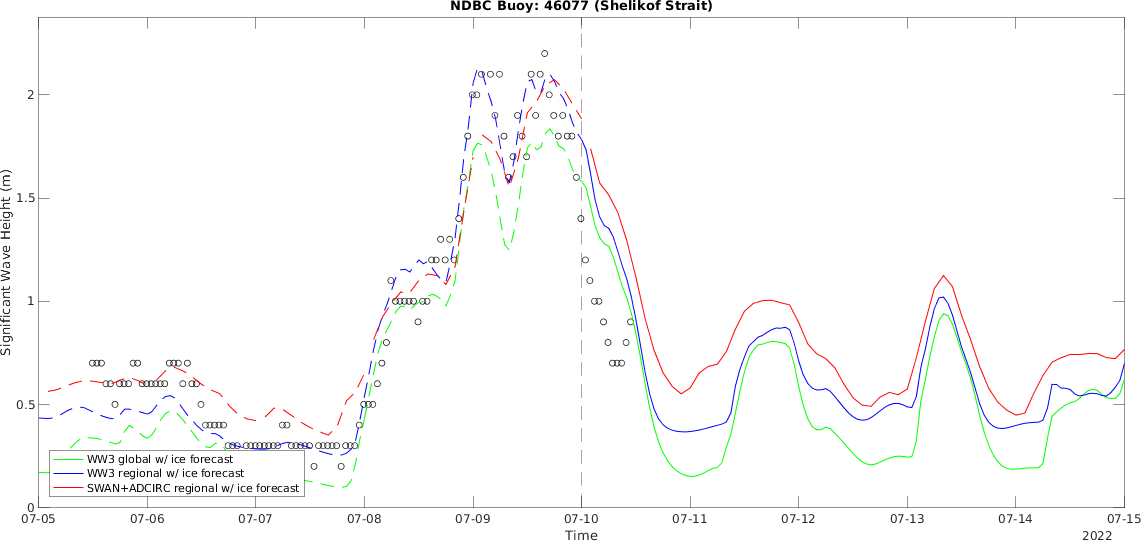 NDBC Buoy: 46077 (Shelikof Strait)
Significant Wave Height (m)
2
1.5
1
0.5
0
WW3 global w/ ice forecast
WW3 regional w/ ice forecast
SWAN+ADCIRC regional w/ ice forecast
07-05 07-06 07-07 07-08 07-09 07-10 07-11 07-12 07-13 07-14 07-15
Time
2022